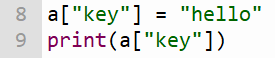 8 a["key"] = "hello"
9 print(a["key"])